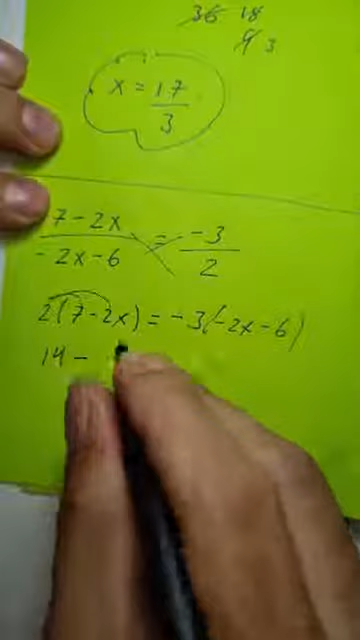 36 18
9 3
x = 17/3
7 - 2x / -2x - 6 = -3 / 2
2(7 - 2x) = -3(-2x - 6)
14 -